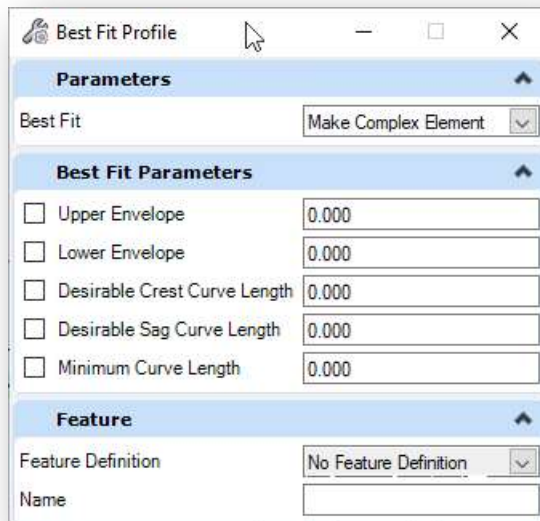 Best Fit Profile
Parameters
Best Fit Make Complex Element
Best Fit Parameters
Upper Envelope 0.000
Lower Envelope 0.000
Desirable Crest Curve Length 0.000
Desirable Sag Curve Length 0.000
Minimum Curve Length 0.000
Feature
Feature Definition No Feature Definition
Name